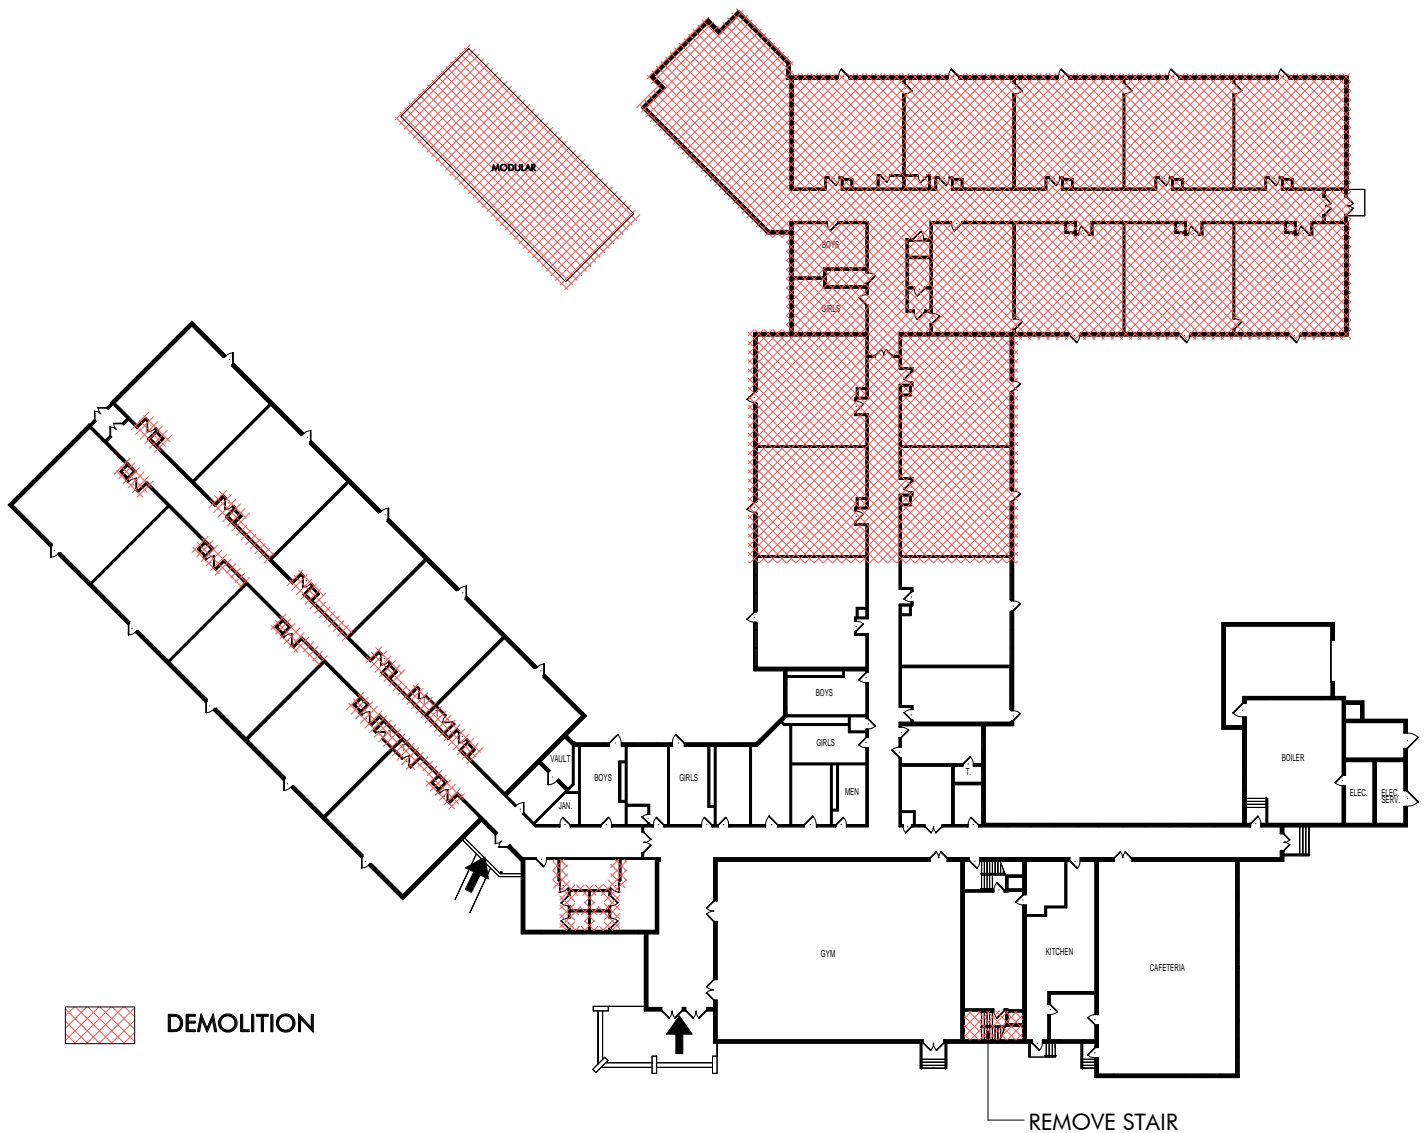 MODULAR
BOYS
GIRLS
BOYS
GIRLS
MEN
T.
VAULT.
BOYS
GIRLS
JAN.
BOILER
ELEC.
ELEC.
SERV.
GYM
KITCHEN
CAFETERIA
DEMOLITION
REMOVE STAIR